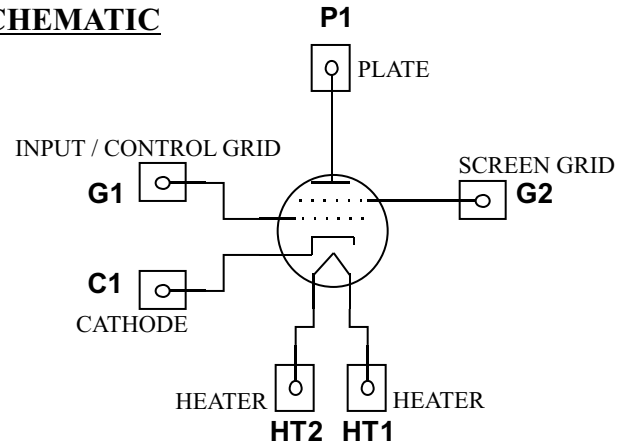 CHEMATIC
P1
PLATE
INPUT / CONTROL GRID
G1
SCREEN GRID
G2
C1
CATHODE
HEATER
HEATER
HT2 HT1